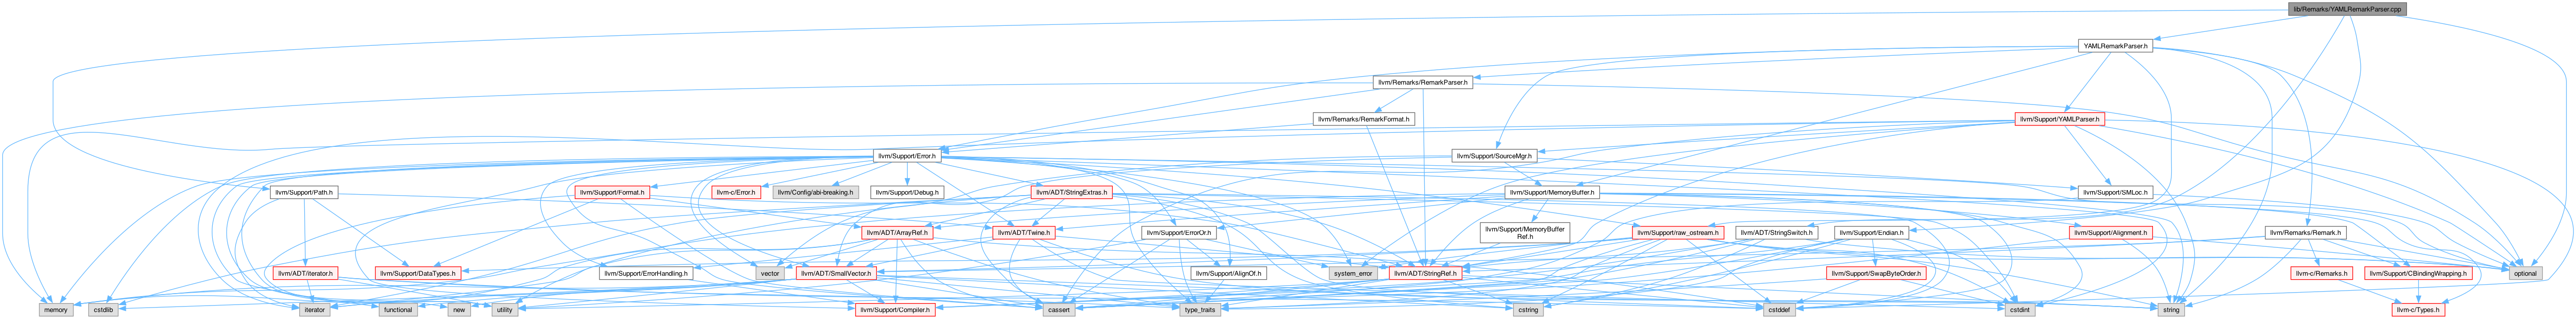 lib/Remarks/YAMLRemarkParser.cpp
YAMLRemarkParser.h
llvm/Remarks/RemarkParser.h
llvm/Remarks/RemarkFormat.h
llvm/Support/YAMLParser.h
llvm/Support/Error.h
llvm/Support/SourceMgr.h
llvm/Support/Path.h
llvm/Support/Format.h
llvm-c/Error.h
llvm/Config/abi-breaking.h
llvm/Support/Debug.h
llvm/ADT/StringExtras.h
llvm/Support/MemoryBuffer.h
llvm/Support/SMLoc.h
llvm/ADT/ArrayRef.h
llvm/ADT/Twine.h
llvm/Support/ErrorOr.h
llvm/Support/MemoryBuffer
Ref.h
llvm/Support/raw_ostream.h
llvm/ADT/StringSwitch.h
llvm/Support/Endian.h
llvm/Support/Alignment.h
llvm/Remarks/Remark.h
llvm/ADT/iterator.h
llvm/Support/DataTypes.h
llvm/Support/ErrorHandling.h
vector
llvm/ADT/SmallVector.h
llvm/Support/AlignOf.h
system_error
llvm/ADT/StringRef.h
llvm/Support/SwapByteOrder.h
llvm-c/Remarks.h
llvm/Support/CBindingWrapping.h
optional
memory
cstdlib
iterator
functional
new
utility
llvm/Support/Compiler.h
cassert
type_traits
cstring
cstddef
cstdint
string
llvm-c/Types.h